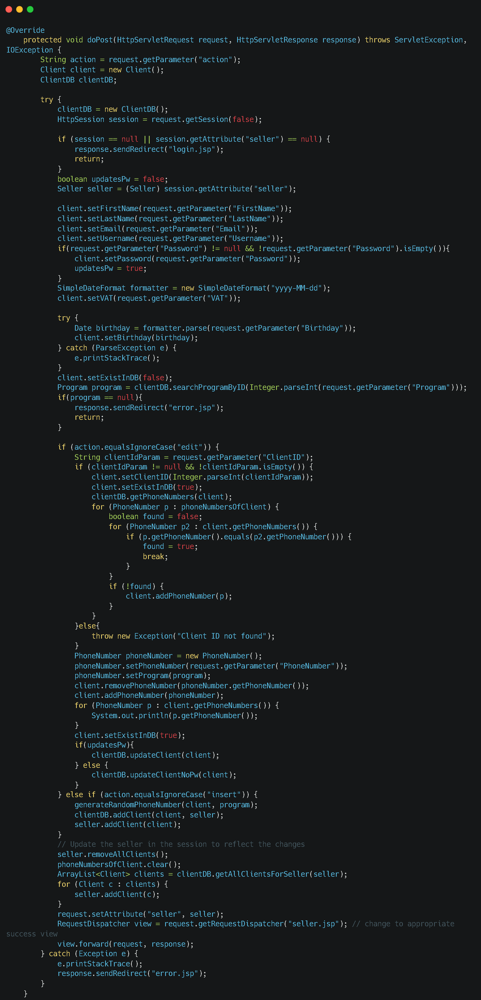 @Override
    protected void doPost(HttpServletRequest request, HttpServletResponse response) throws ServletException,
IOException {
        String action = request.getParameter("action");
        Client client = new Client();
        ClientDB clientDB;

        try {
            clientDB = new ClientDB();
            HttpSession session = request.getSession(false);

            if (session == null || session.getAttribute("seller") == null) {
                response.sendRedirect("login.jsp");
                return;
            }
            boolean updatesPw = false;
            Seller seller = (Seller) session.getAttribute("seller");

            client.setFirstName(request.getParameter("FirstName"));
            client.setLastName(request.getParameter("LastName"));
            client.setEmail(request.getParameter("Email"));
            client.setUsername(request.getParameter("Username"));
            if(request.getParameter("Password") != null && !request.getParameter("Password").isEmpty()){
                client.setPassword(request.getParameter("Password"));
                updatesPw = true;
            }
            SimpleDateFormat formatter = new SimpleDateFormat("yyyy-MM-dd");
            client.setVAT(request.getParameter("VAT"));

            try {
                Date birthday = formatter.parse(request.getParameter("Birthday"));
                client.setBirthday(birthday);
            } catch (ParseException e) {
                e.printStackTrace();
            }
            client.setExistInDB(false);
            Program program = clientDB.searchProgramByID(Integer.parseInt(request.getParameter("Program")));
            if(program == null){
                response.sendRedirect("error.jsp");
                return;
            }

            if (action.equalsIgnoreCase("edit")) {
                String clientIdParam = request.getParameter("ClientID");
                if (clientIdParam != null && !clientIdParam.isEmpty()) {
                    client.setClientID(Integer.parseInt(clientIdParam));
                    client.setExistInDB(true);
                    clientDB.getPhoneNumbers(client);
                    for (PhoneNumber p : phoneNumbersOfClient) {
                        boolean found = false;
                        for (PhoneNumber p2 : client.getPhoneNumbers()) {
                            if (p.getPhoneNumber().equals(p2.getPhoneNumber())) {
                                found = true;
                                break;
                            }
                        }
                        if (!found) {
                            client.addPhoneNumber(p);
                        }
                    }
                }else{
                    throw new Exception("Client ID not found");
                }
                PhoneNumber phoneNumber = new PhoneNumber();
                phoneNumber.setPhoneNumber(request.getParameter("PhoneNumber"));
                phoneNumber.setProgram(program);
                client.removePhoneNumber(phoneNumber.getPhoneNumber());
                client.addPhoneNumber(phoneNumber);
                for (PhoneNumber p : client.getPhoneNumbers()) {
                    System.out.println(p.getPhoneNumber());
                }
                client.setExistInDB(true);
                if(updatesPw){
                    clientDB.updateClient(client);
                } else {
                    clientDB.updateClientNoPw(client);
                }
            } else if (action.equalsIgnoreCase("insert")) {
                generateRandomPhoneNumber(client, program);
                clientDB.addClient(client, seller);
                seller.addClient(client);
            }
            // Update the seller in the session to reflect the changes
            seller.removeAllClients();
            phoneNumbersOfClient.clear();
            ArrayList<Client> clients = clientDB.getAllClientsForSeller(seller);
            for (Client c : clients) {
                seller.addClient(c);
            }
            request.setAttribute("seller", seller);
            RequestDispatcher view = request.getRequestDispatcher("seller.jsp"); // change to appropriate
success view
            view.forward(request, response);
        } catch (Exception e) {
            e.printStackTrace();
            response.sendRedirect("error.jsp");
        }
    }